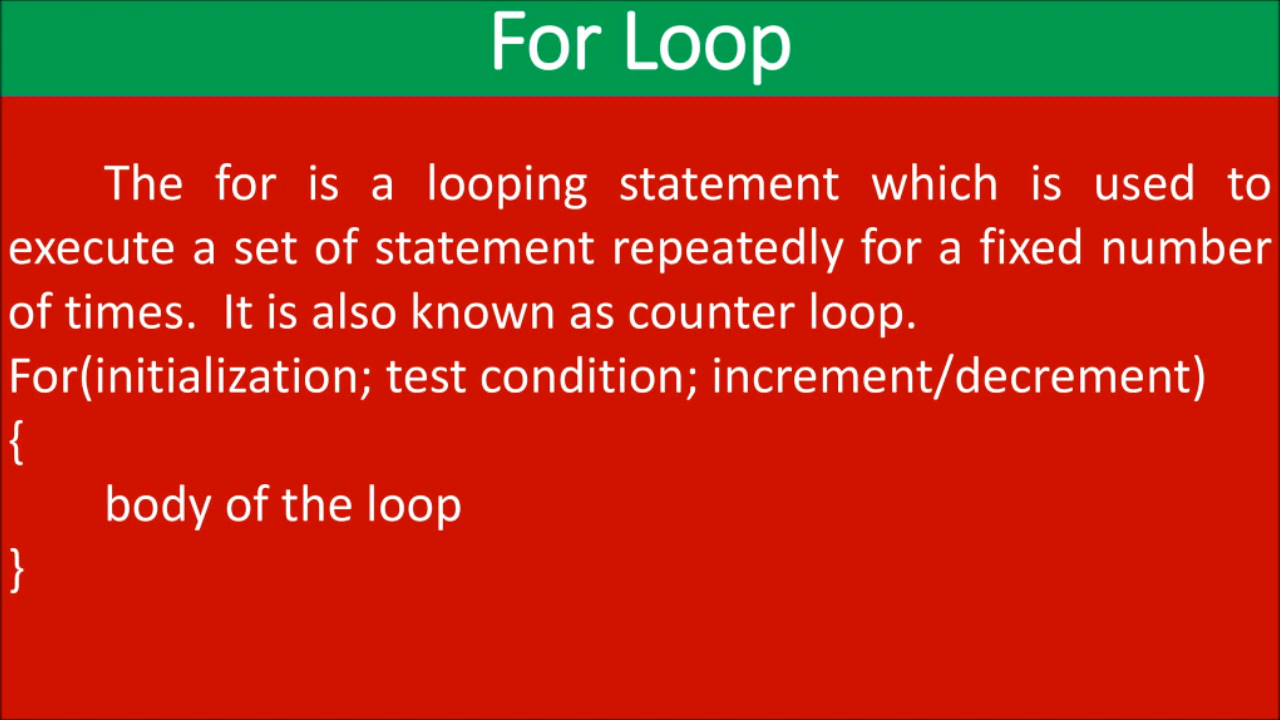 For Loop
The for is a looping statement which is used to
execute a set of statement repeatedly for a fixed number
of times.  It is also known as counter loop.
For(initialization; test condition; increment/decrement)
{
body of the loop
}